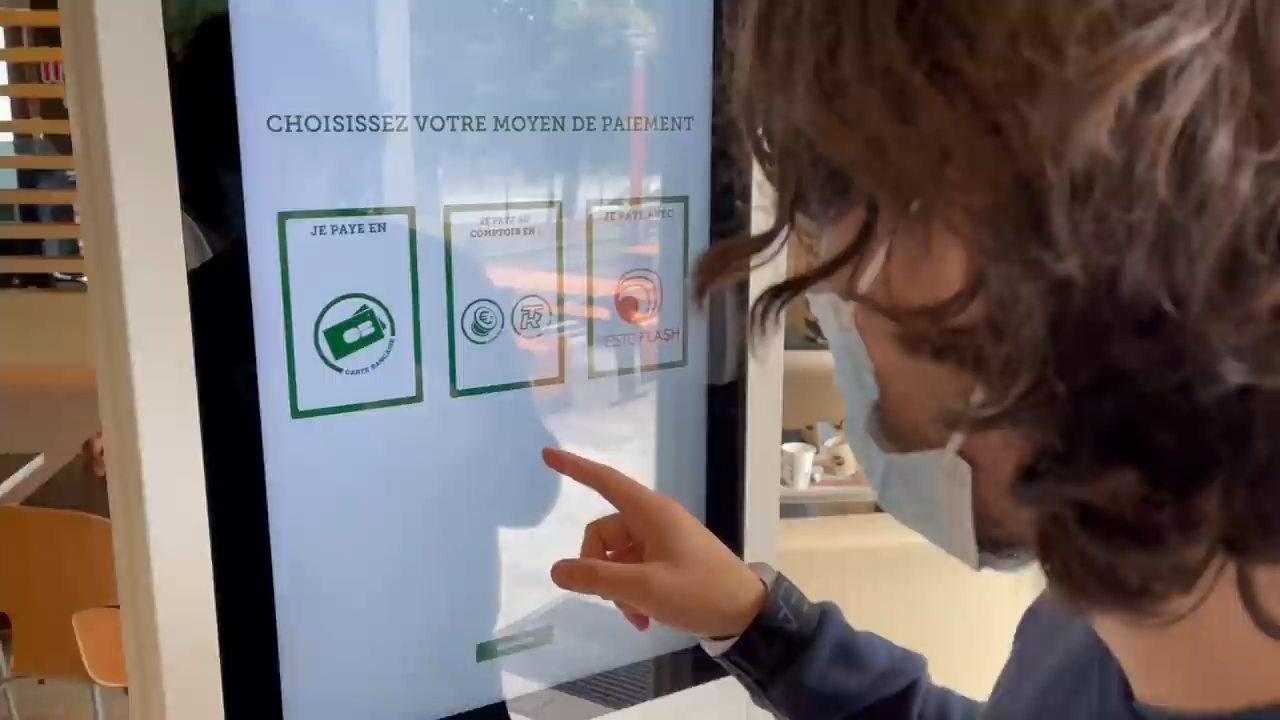 CHOISISSEZ VOTRE MOYEN DE PAIEMENT
JE PAYE EN
CARTE BANCAIRE
JE PAYE AU
COMPTOIR EN :
€
TR
JE PAYE AVEC
RESTO FLASH